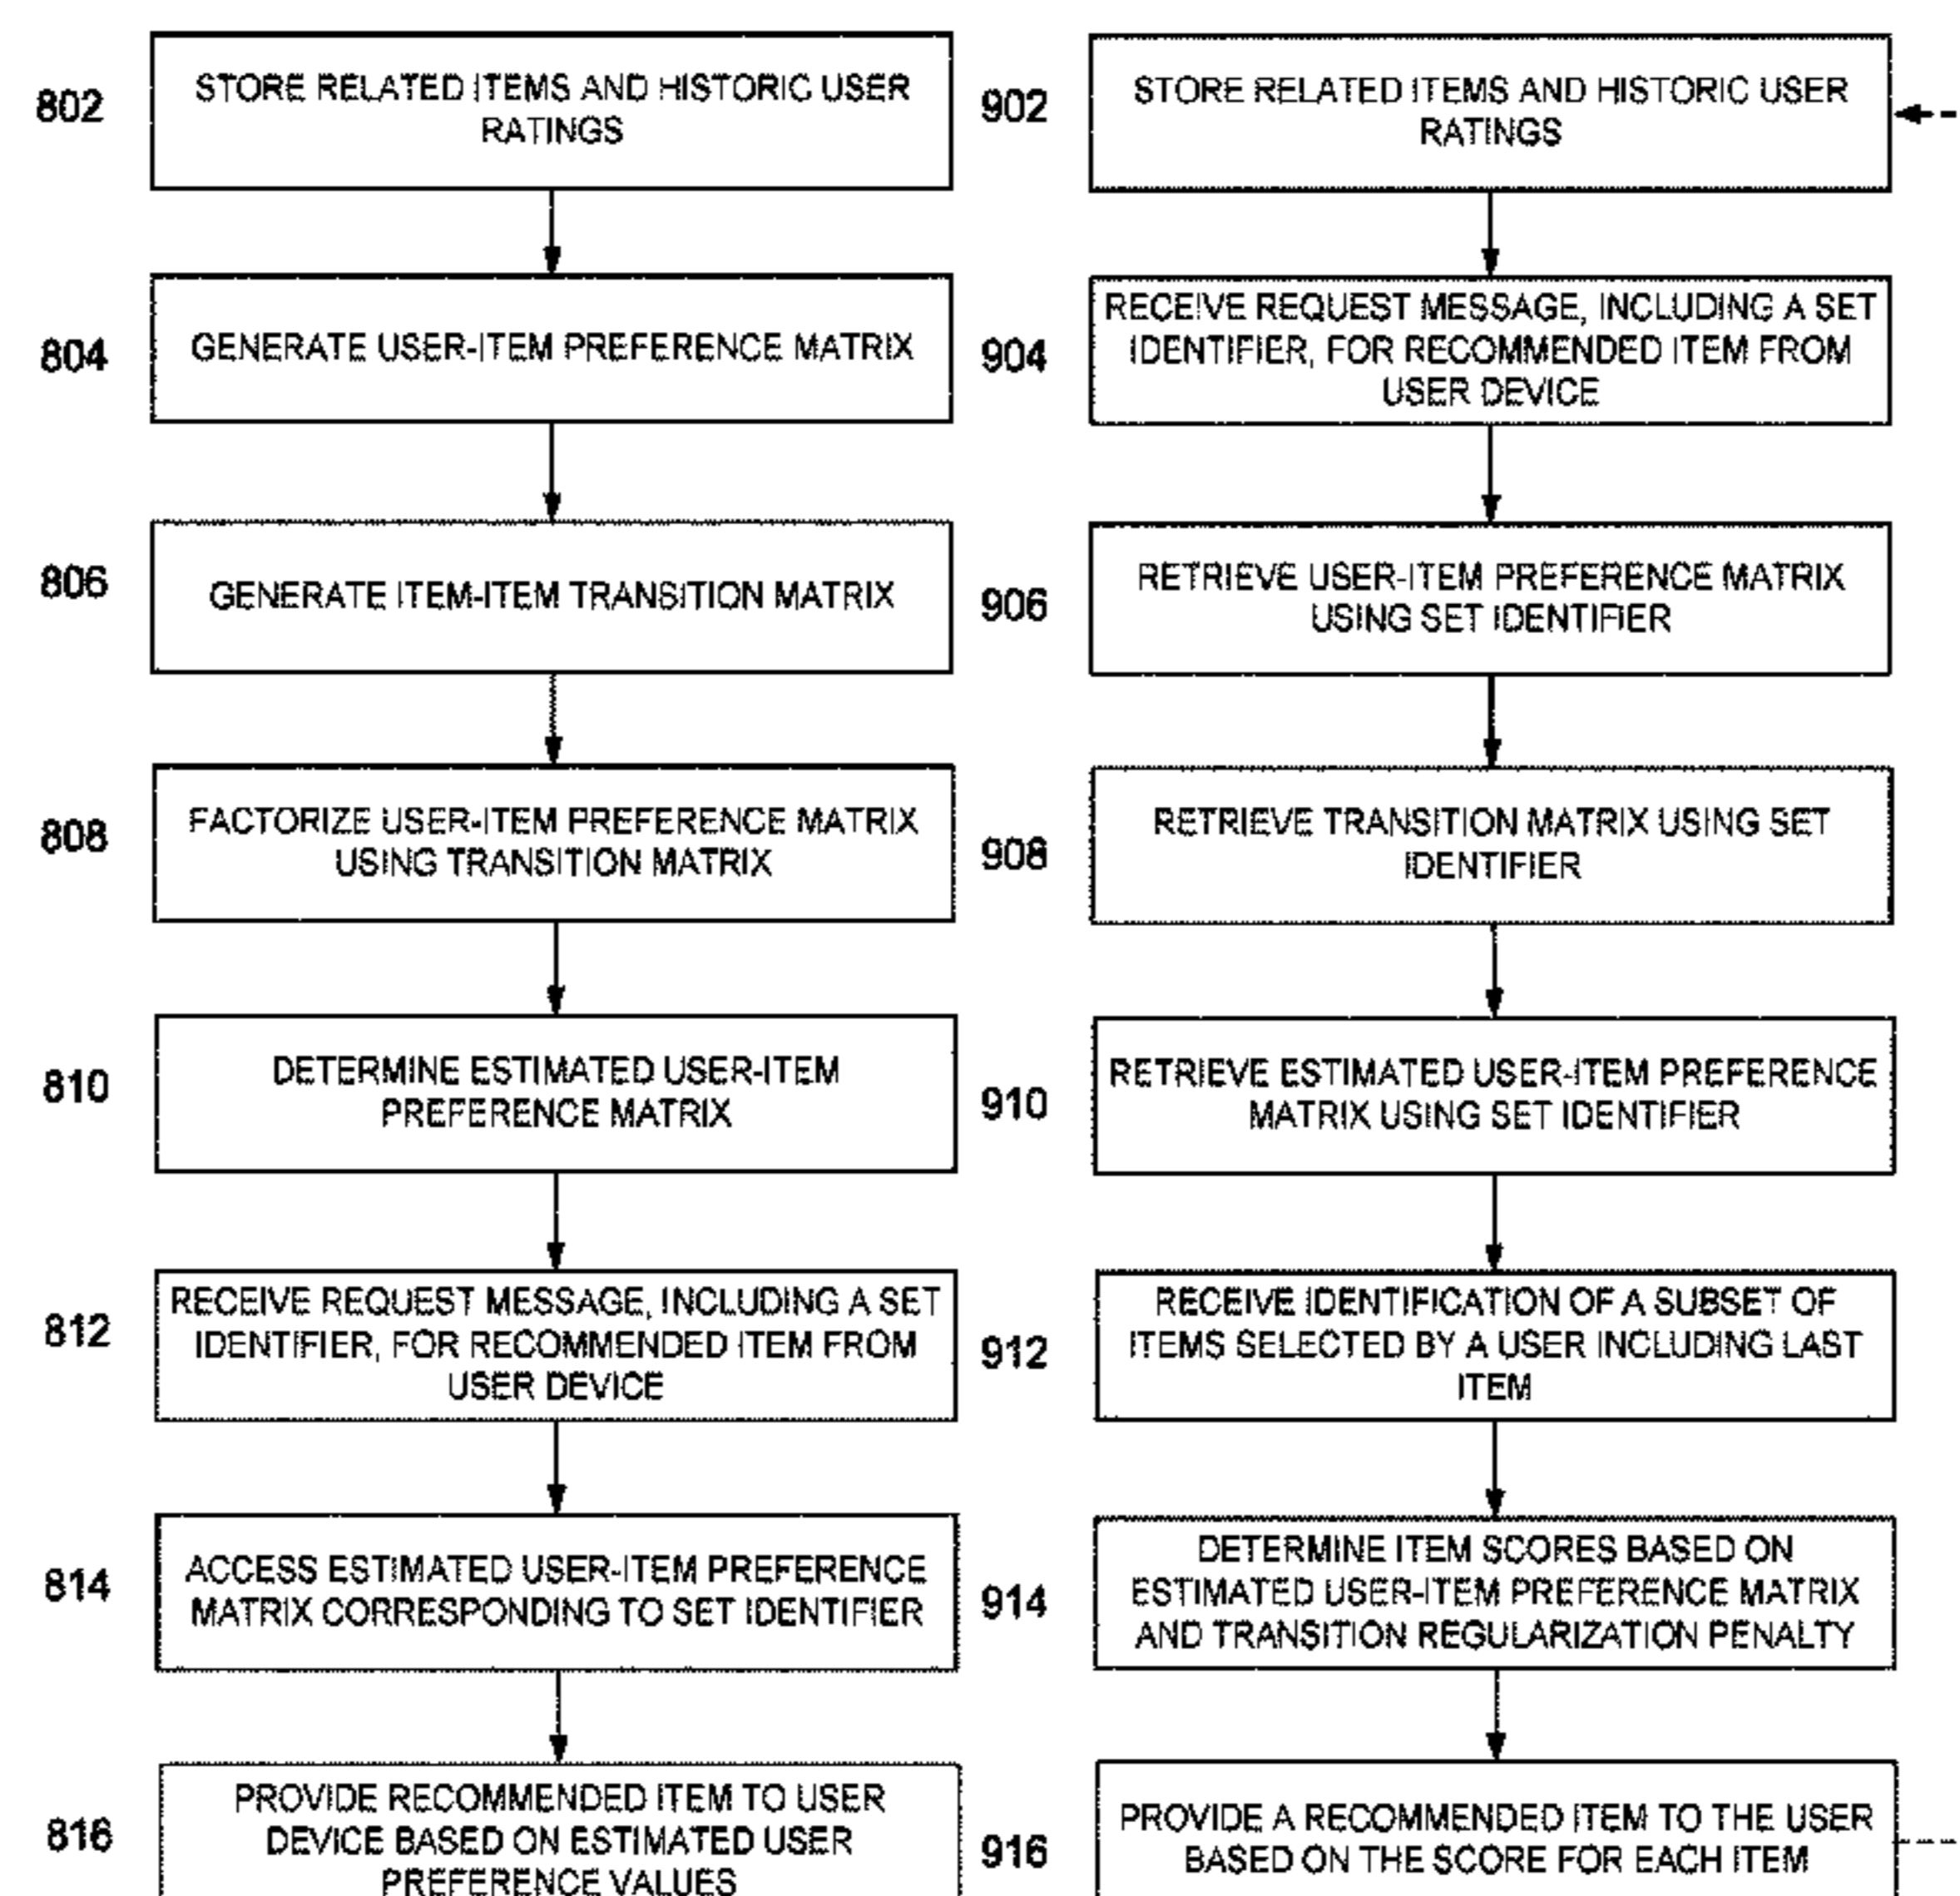 802
STORE RELATED ITEMS AND HISTORIC USER
RATINGS
804
GENERATE USER-ITEM PREFERENCE MATRIX
806
GENERATE ITEM-ITEM TRANSITION MATRIX
808
FACTORIZE USER-ITEM PREFERENCE MATRIX
USING TRANSITION MATRIX
810
DETERMINE ESTIMATED USER-ITEM
PREFERENCE MATRIX
812
RECEIVE REQUEST MESSAGE, INCLUDING A SET
IDENTIFIER, FOR RECOMMENDED ITEM FROM
USER DEVICE
814
ACCESS ESTIMATED USER-ITEM PREFERENCE
MATRIX CORRESPONDING TO SET IDENTIFIER
816
PROVIDE RECOMMENDED ITEM TO USER
DEVICE BASED ON ESTIMATED USER
PREFERENCE VALUES
902
STORE RELATED ITEMS AND HISTORIC USER
RATINGS
904
RECEIVE REQUEST MESSAGE, INCLUDING A SET
IDENTIFIER, FOR RECOMMENDED ITEM FROM
USER DEVICE
906
RETRIEVE USER-ITEM PREFERENCE MATRIX
USING SET IDENTIFIER
908
RETRIEVE TRANSITION MATRIX USING SET
IDENTIFIER
910
RETRIEVE ESTIMATED USER-ITEM PREFERENCE
MATRIX USING SET IDENTIFIER
912
RECEIVE IDENTIFICATION OF A SUBSET OF
ITEMS SELECTED BY A USER INCLUDING LAST
ITEM
914
DETERMINE ITEM SCORES BASED ON
ESTIMATED USER-ITEM PREFERENCE MATRIX
AND TRANSITION REGULARIZATION PENALTY
916
PROVIDE A RECOMMENDED ITEM TO THE USER
BASED ON THE SCORE FOR EACH ITEM